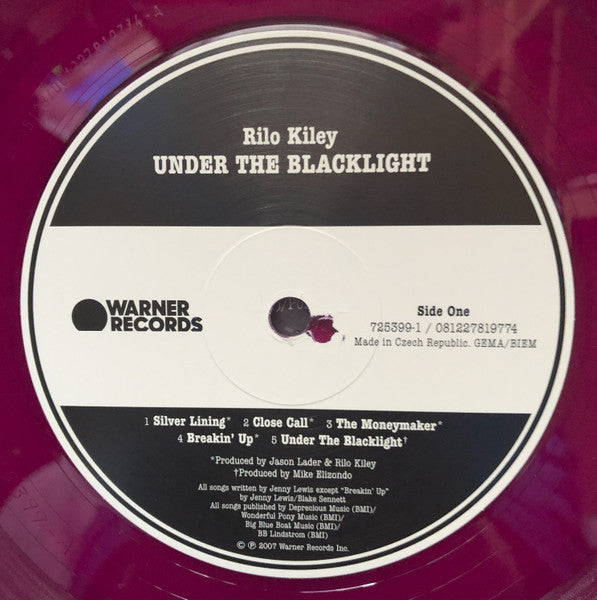 Rilo Kiley
UNDER THE BLACKLIGHT
WARNER
RECORDS
Side One
725399-1 / 081227819774
Made in Czech Republic. GEMA/BIEM
1 Silver Lining* 2 Close Call* 3 The Moneymaker*
4 Breakin' Up* 5 Under The Blacklight†
*Produced by Jason Lader & Rilo Kiley
†Produced by Mike Elizondo
All songs written by Jenny Lewis except "Breakin' Up"
by Jenny Lewis/Blake Sennett
All songs published by Deprecious Music (BMI)/
Wonderful Pony Music (BMI)/
Big Blue Boat Music (BMI)/
BB Lindstrom (BMI)
© ℗ 2007 Warner Records Inc.